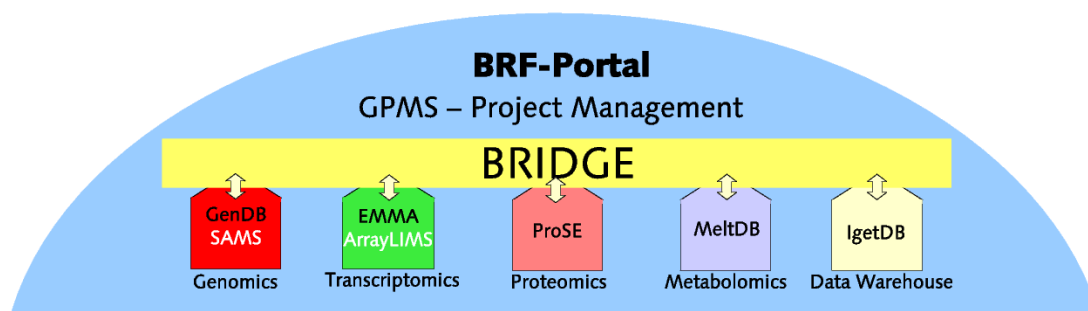 BRF-Portal
GPMS – Project Management
BRIDGE
GenDB
SAMS
Genomics
EMMA
ArrayLIMS
Transcriptomics
ProSE
Proteomics
MeltDB
Metabolomics
IgetDB
Data Warehouse